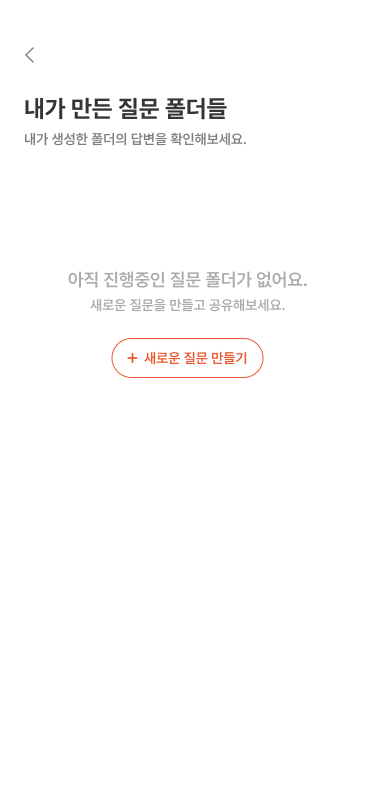 내가 만든 질문 폴더들
내가 생성한 폴더의 답변을 확인해보세요.
아직 진행중인 질문 폴더가 없어요.
새로운 질문을 만들고 공유해보세요.
+ 새로운 질문 만들기